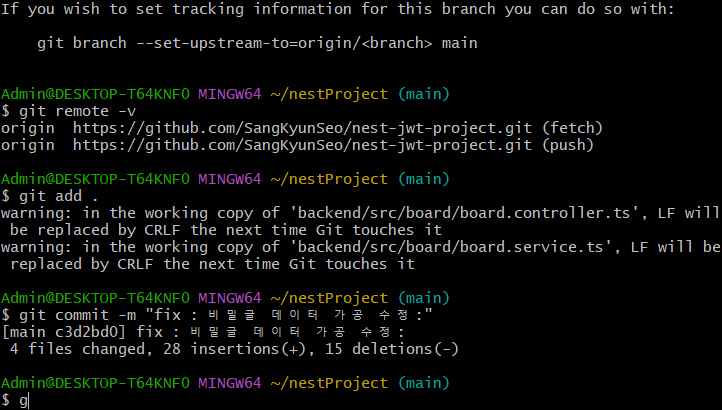 If you wish to set tracking information for this branch you can do so with:
git branch --set-upstream-to=origin/<branch> main
Admin@DESKTOP-T64KNFO MINGW64 ~/nestProject (main)
$ git remote -v
origin https://github.com/SangKyunSeo/nest-jwt-project.git (fetch)
origin https://github.com/SangKyunSeo/nest-jwt-project.git (push)
Admin@DESKTOP-T64KNFO MINGW64 ~/nestProject (main)
$ git add .
warning: in the working copy of 'backend/src/board/board.controller.ts', LF will
be replaced by CRLF the next time Git touches it
warning: in the working copy of 'backend/src/board/board.service.ts', LF will be
replaced by CRLF the next time Git touches it
Admin@DESKTOP-T64KNFO MINGW64 ~/nestProject (main)
$ git commit -m "fix : 비밀글 데이터 가공 수정:"
[main c3d2bd0] fix : 비밀글 데이터 가공 수정:
4 files changed, 28 insertions(+), 15 deletions(-)
Admin@DESKTOP-T64KNFO MINGW64 ~/nestProject (main)
$ g